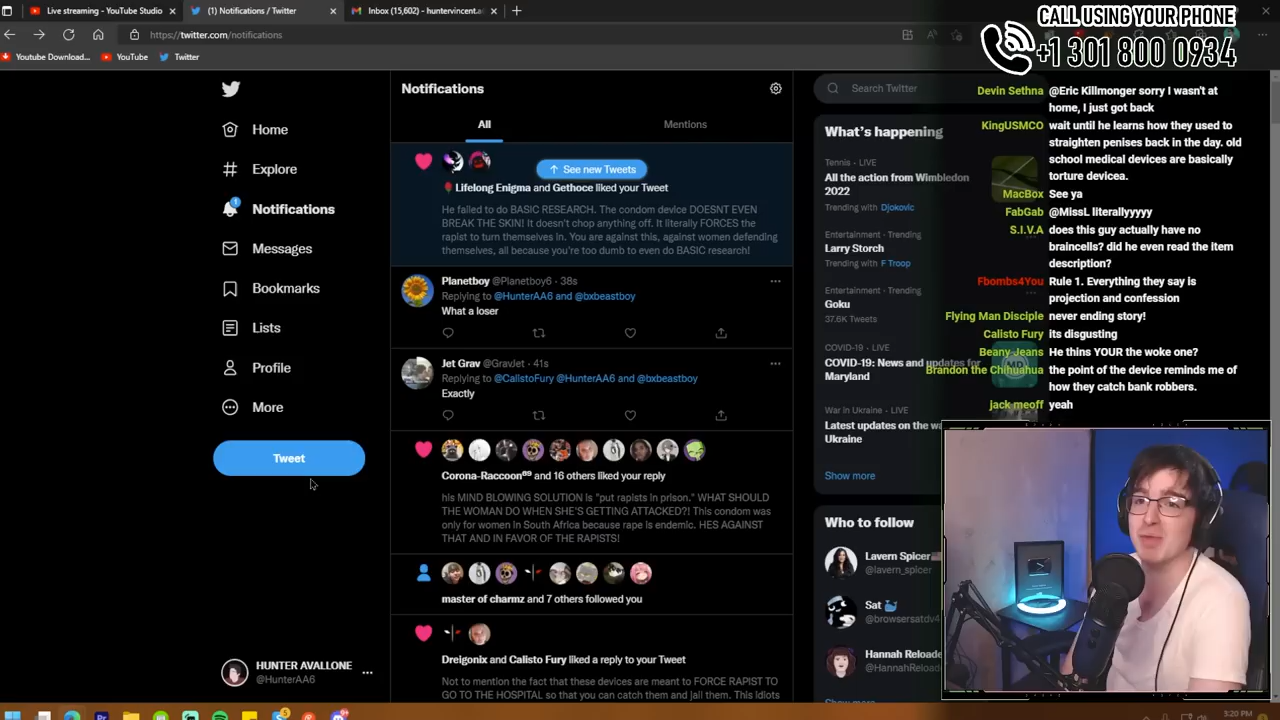 Live streaming - YouTube Studio
(1) Notifications / Twitter
Inbox (15,602) - huntervincent.a
https://twitter.com/notifications
Youtube Download...
YouTube
Twitter
CALL USING YOUR PHONE
+1 301 800 0934
Home
Explore
1
Notifications
Messages
Bookmarks
Lists
Profile
More
Tweet
HUNTER AVALLONE
@HunterAA6
Notifications
All
Mentions
See new Tweets
Lifelong Enigma and Gethoce liked your Tweet
He failed to do BASIC RESEARCH. The condom device DOESNT EVEN
BREAK THE SKIN! It doesn't chop anything off. It literally FORCES the
rapist to turn themselves in. You are against this, against women defending
themselves, all because you're too dumb to even do BASIC research!
Planetboy @Planetboy6 · 38s
Replying to @HunterAA6 and @bxbeastboy
What a loser
Jet Grav @GravJet · 41s
Replying to @CalistoFury @HunterAA6 and @bxbeastboy
Exactly
Corona-Raccoon⁶⁹ and 16 others liked your reply
his MIND BLOWING SOLUTION is "put rapists in prison." WHAT SHOULD
THE WOMAN DO WHEN SHE'S GETTING ATTACKED?! This condom was
only for women in South Africa because rape is endemic. HES AGAINST
THAT AND IN FAVOR OF THE RAPISTS!
master of charmz and 7 others followed you
Dreigonix and Calisto Fury liked a reply to your Tweet
Not to mention the fact that these devices are meant to FORCE RAPIST TO
GO TO THE HOSPITAL so that you can catch them and jail them. This Idiots
Search Twitter
What's happening
Tennis · LIVE
All the action from Wimbledon
2022
Trending with Djokovic
Entertainment · Trending
Larry Storch
Trending with F Troop
Entertainment · Trending
Goku
37.6K Tweets
COVID-19 · LIVE
COVID-19: News and updates for
Maryland
War in Ukraine · LIVE
Latest updates on the wa
Ukraine
Show more
Who to follow
Lavern Spicer
@lavern_spicer
Sat
@browsersatdv4
Hannah Reloade
@HannahReload
Devin Sethna @Eric Killmonger sorry I wasn't at
home, I just got back
KingUSMCO wait until he learns how they used to
straighten penises back in the day. old
school medical devices are basically
torture devicea.
MacBox See ya
FabGab @MissL literallyyyy
S.I.V.A does this guy actually have no
braincells? did he even read the item
description?
Fbombs4You Rule 1. Everything they say is
projection and confession
Flying Man Disciple never ending story!
Calisto Fury its disgusting
Beany Jeans He thins YOUR the woke one?
Brandon the Chihuahua the point of the device reminds me of
how they catch bank robbers.
jack meoff yeah
3:20 PM